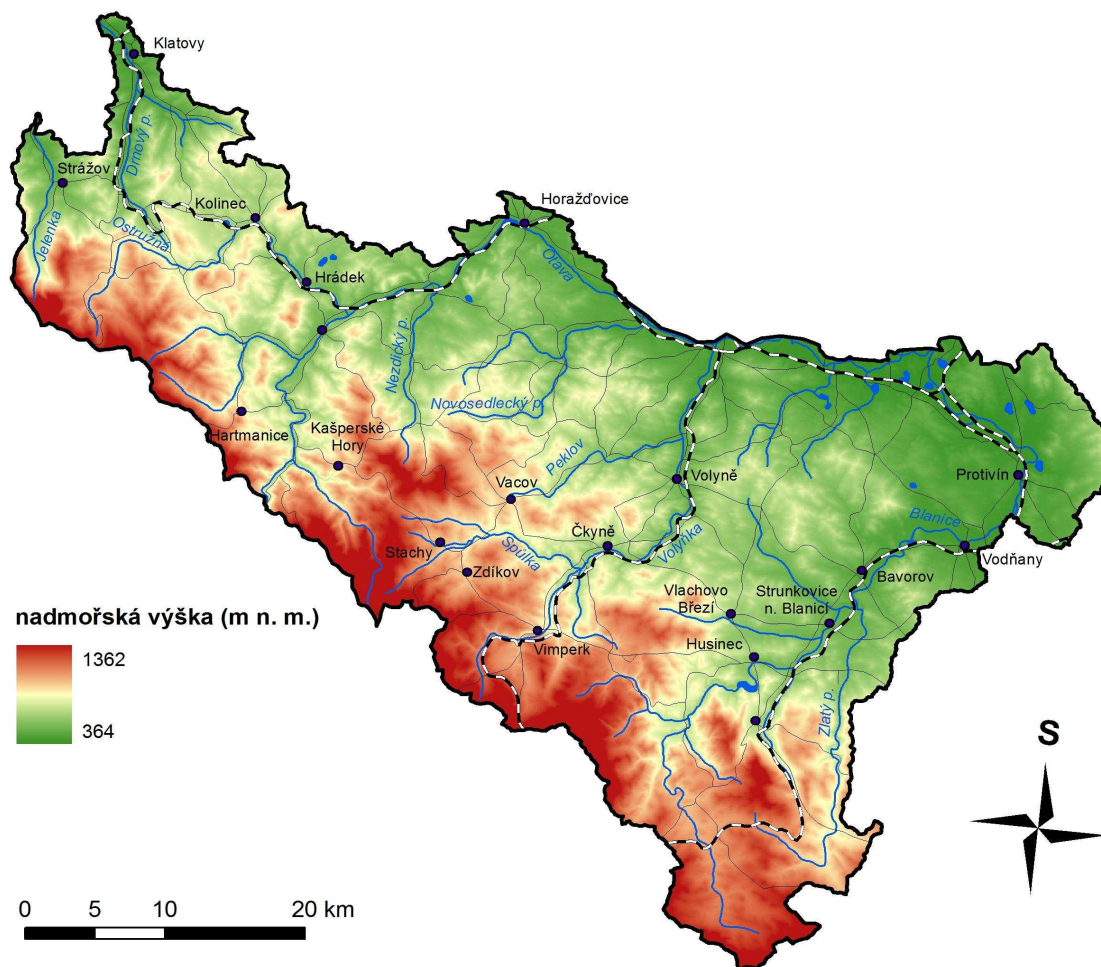 Klatovy
Drnový p.
Strážov
Kolinec
Horažďovice
Jelenka
Ostružná
Otava
Hrádek
Nezdický p.
Novosedlecký p.
Hartmanice
Kašperské
Hory
Peklov
Vacov
Volyně
Protivín
Blanice
Čkyně
Volyňka
Vodňany
Stachy
Spůlka
Zdíkov
Bavorov
Vlachovo
Březí
Strunkovice
n. Blanicí
Vimperk
Husinec
Zlatý p.
nadmořská výška (m n. m.)
1362
364
S
0 5 10 20 km